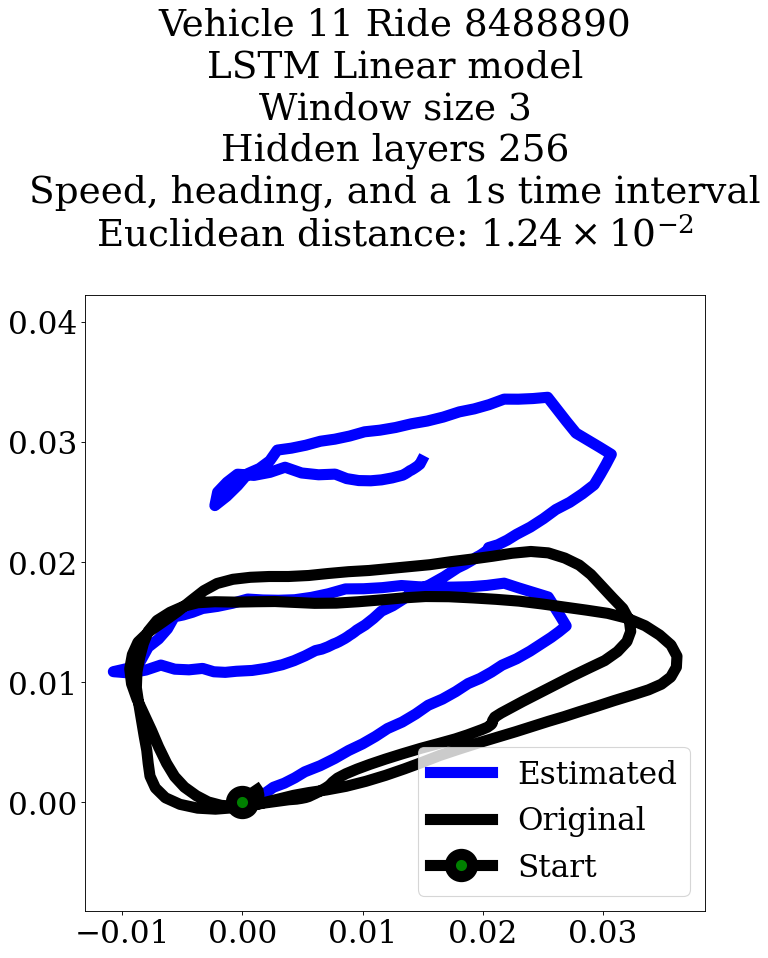 Vehicle 11 Ride 8488890
LSTM Linear model
Window size 3
Hidden layers 256
Speed, heading, and a 1s time interval
Euclidean distance: 1.24 × 10⁻²
0.04
0.03
0.02
0.01
0.00
−0.01 0.00 0.01 0.02 0.03
Estimated
Original
Start